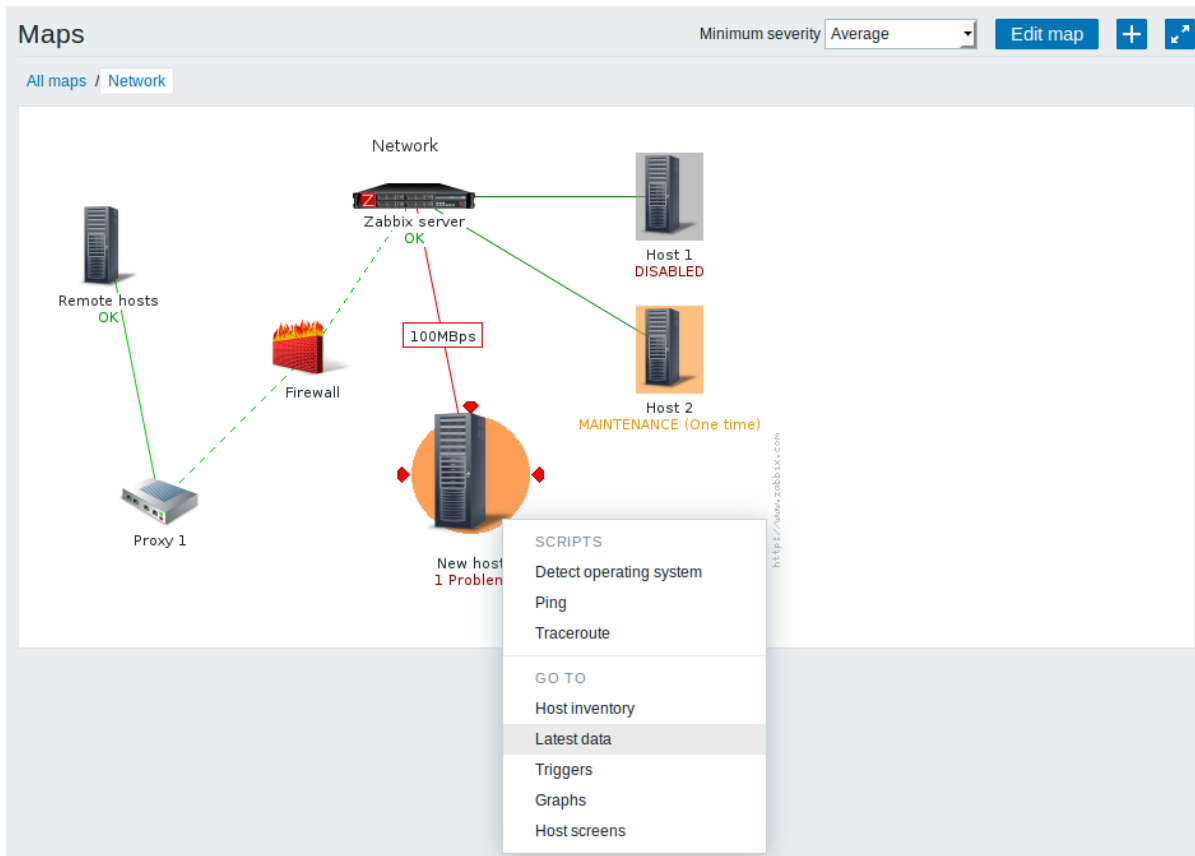 Maps
Minimum severity Average Edit map
All maps / Network
Network
Z
Zabbix server
OK
Host 1
DISABLED
Remote hosts
OK
100MBps
Firewall
Host 2
MAINTENANCE (One time)
http://www.zabbix.com
Proxy 1
New host
1 Problem
SCRIPTS
Detect operating system
Ping
Traceroute
GO TO
Host inventory
Latest data
Triggers
Graphs
Host screens